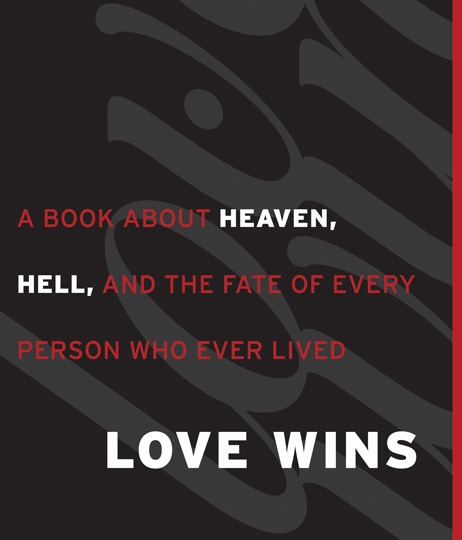 A BOOK ABOUT HEAVEN,
HELL, AND THE FATE OF EVERY
PERSON WHO EVER LIVED
LOVE WINS